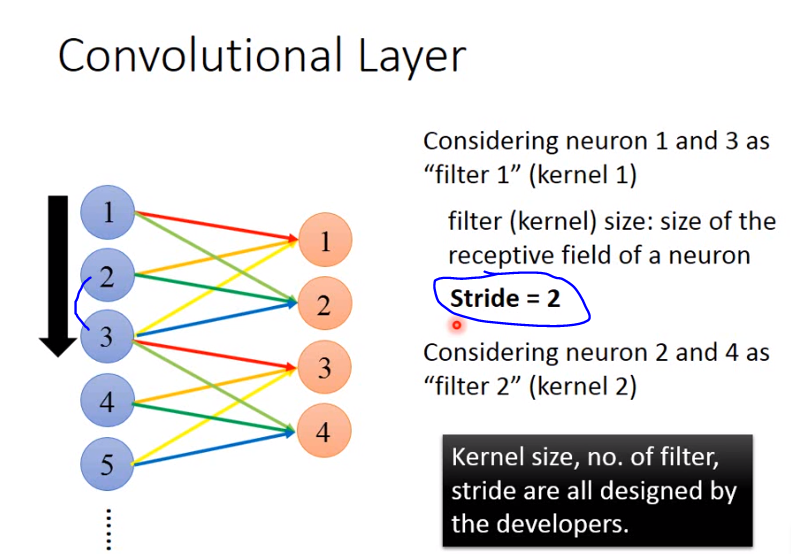 Convolutional Layer
Considering neuron 1 and 3 as
“filter 1” (kernel 1)
filter (kernel) size: size of the
receptive field of a neuron
Stride = 2
Considering neuron 2 and 4 as
“filter 2” (kernel 2)
Kernel size, no. of filter,
stride are all designed by
the developers.
1
2
3
4
5
……
1
2
3
4